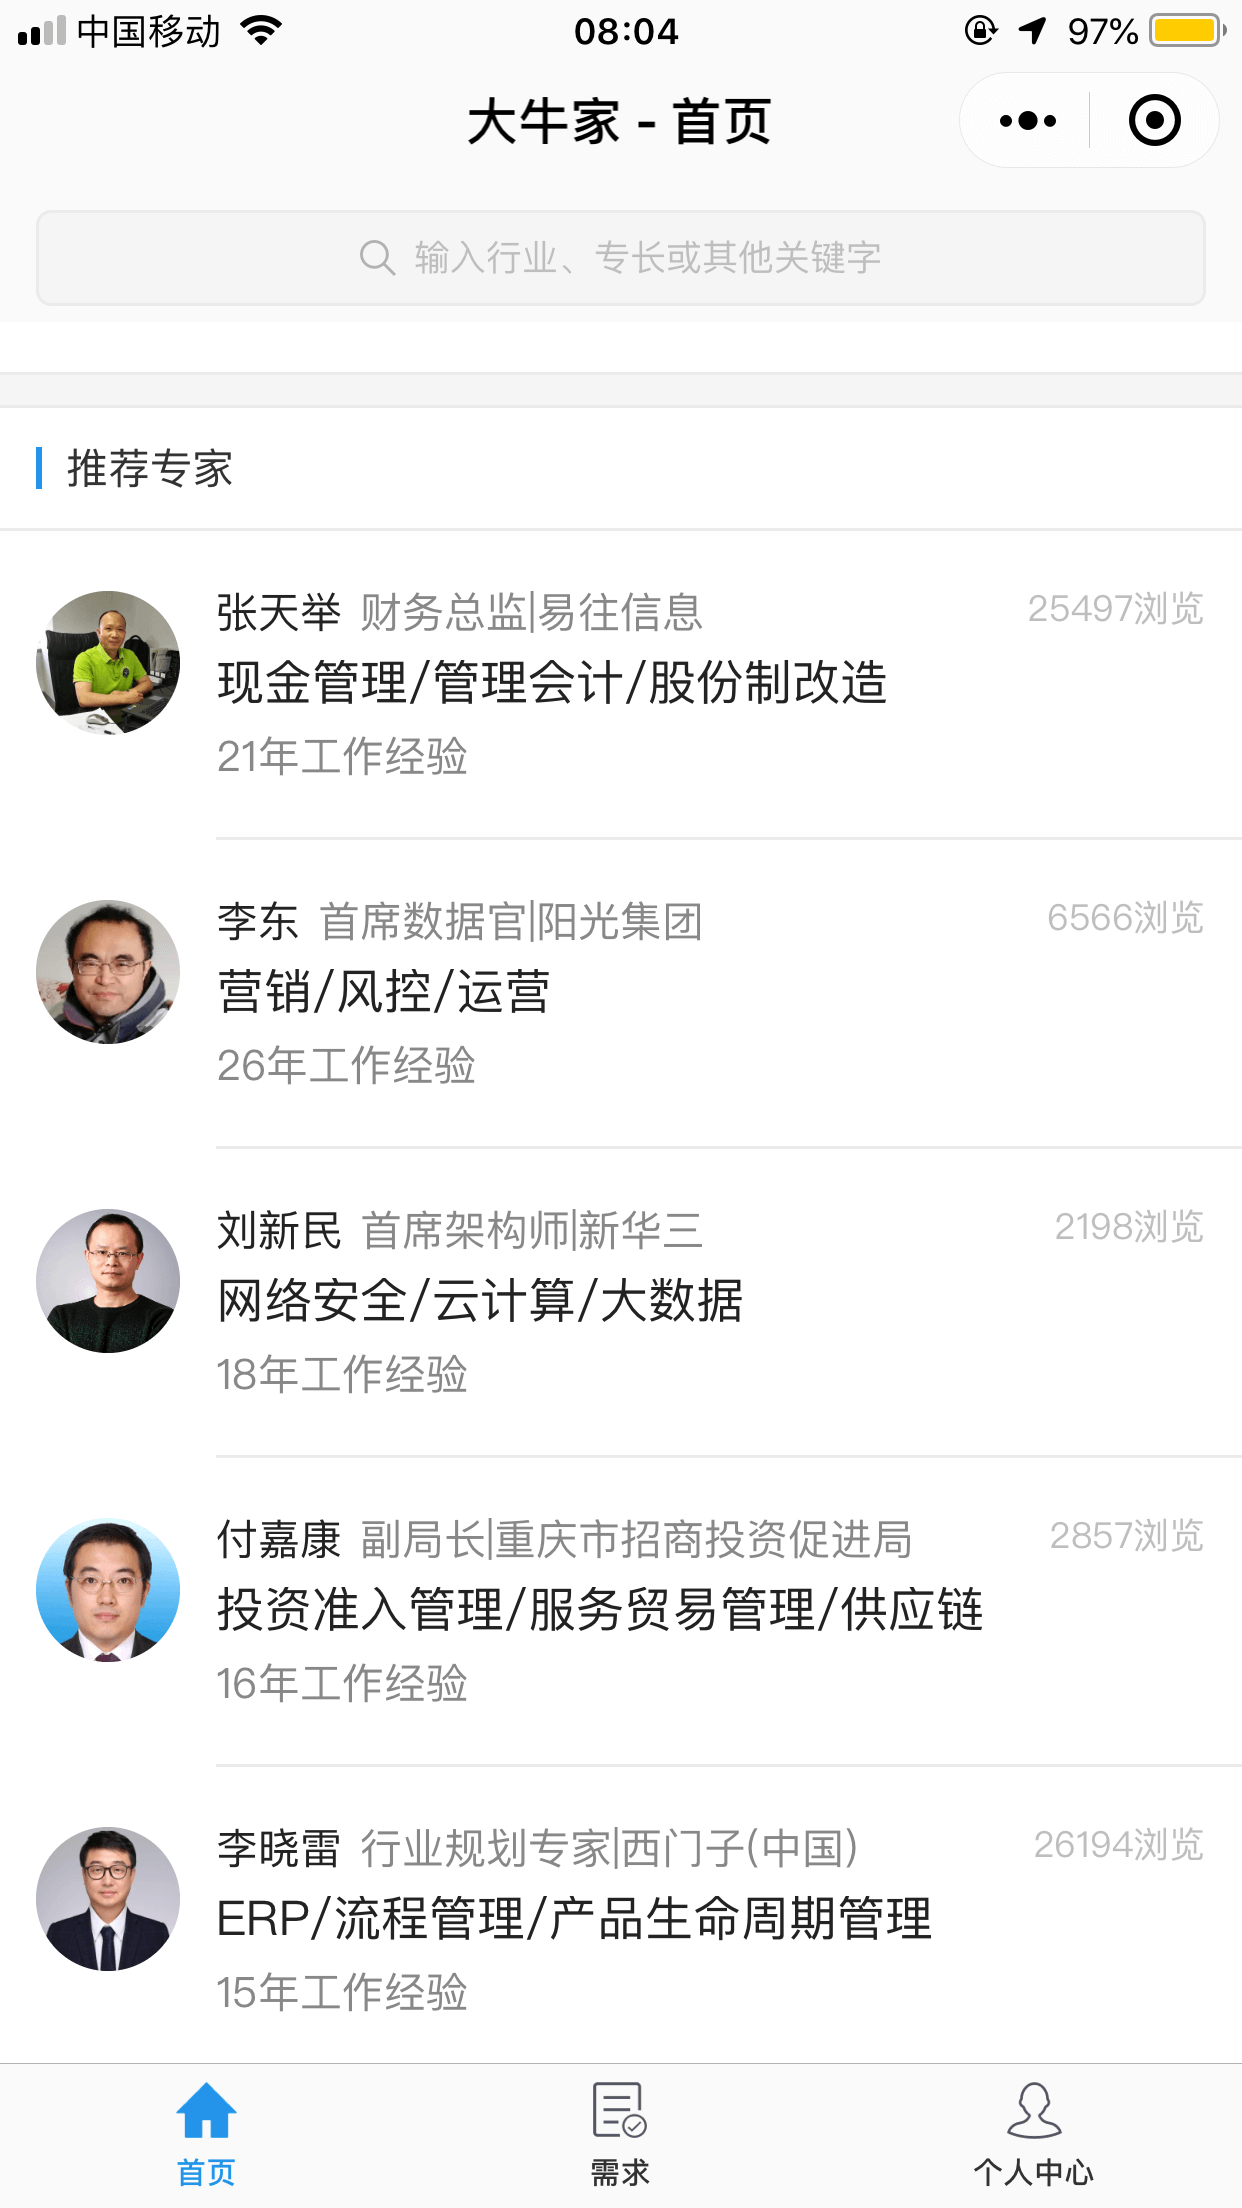 中国移动 08:04 97%
大牛家 - 首页
输入行业、专长或其他关键字
推荐专家
张天举 财务总监|易往信息 25497浏览
现金管理/管理会计/股份制改造
21年工作经验
李东 首席数据官|阳光集团 6566浏览
营销/风控/运营
26年工作经验
刘新民 首席架构师|新华三 2198浏览
网络安全/云计算/大数据
18年工作经验
付嘉康 副局长|重庆市招商投资促进局 2857浏览
投资准入管理/服务贸易管理/供应链
16年工作经验
李晓雷 行业规划专家|西门子(中国) 26194浏览
ERP/流程管理/产品生命周期管理
15年工作经验
首页 需求 个人中心